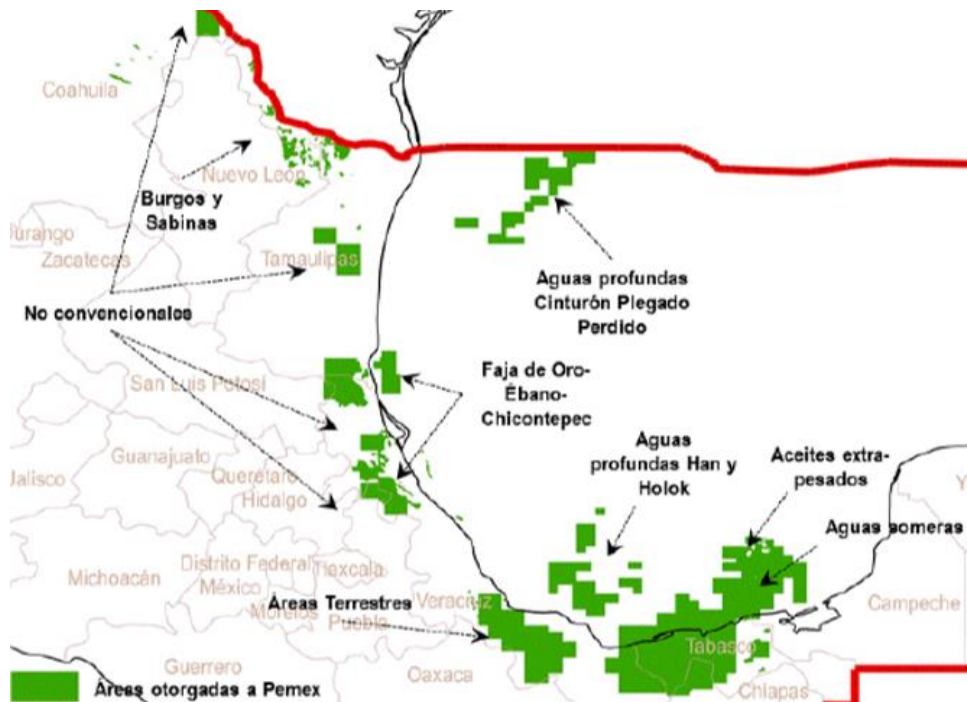 Coahuila
Nuevo León
Burgos y
Sabinas
Durango
Zacatecas
Tamaulipas
Aguas profundas
Cinturón Plegado
Perdido
No convencionales
San Luis Potosí
Faja de Oro-
Ébano-
Chicontepec
Guanajuato
Querétaro
Hidalgo
Jalisco
Aguas
profundas Han y
Holok
Aceites extra-
pesados
Y
Aguas someras
Michoacán
Distrito Federal
México
Tlaxcala
Morelos
Puebla
Áreas Terrestres
Veracruz
Campeche
Tabasco
Guerrero
Oaxaca
Chiapas
Áreas otorgadas a Pemex